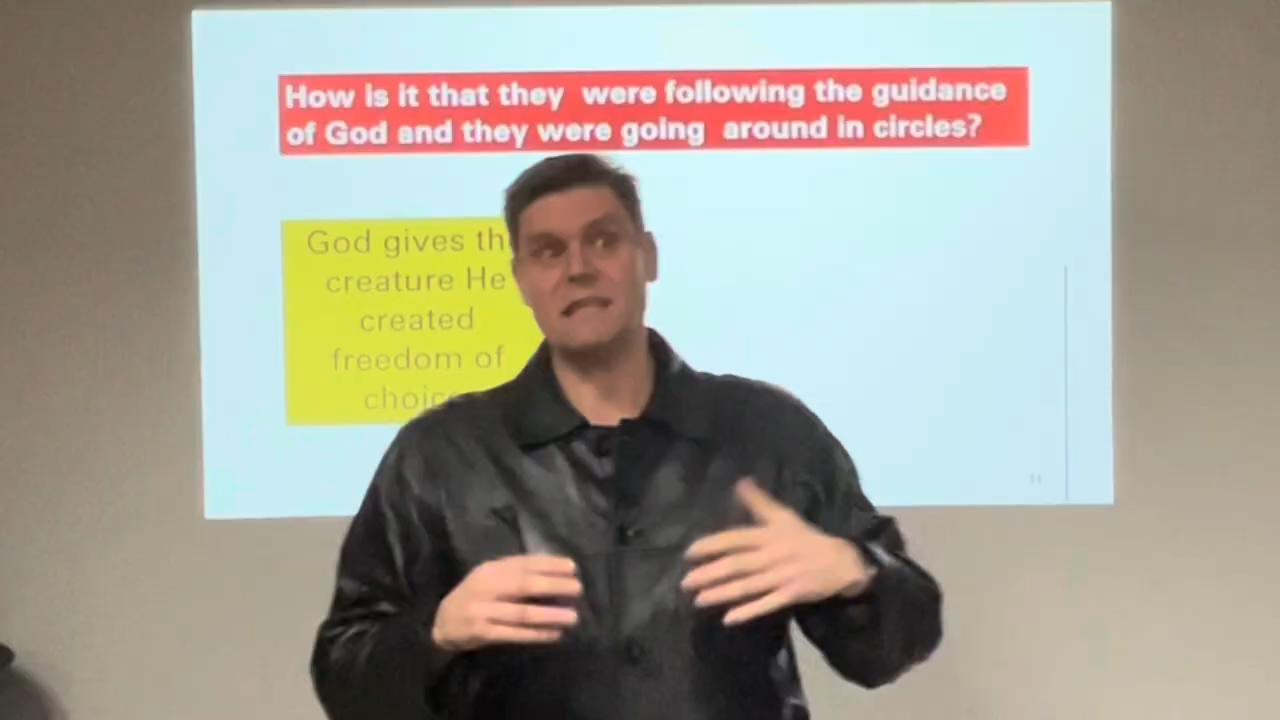 How is it that they were following the guidance
of God and they were going around in circles?
God gives th
creature He
created
freedom of
choic
11